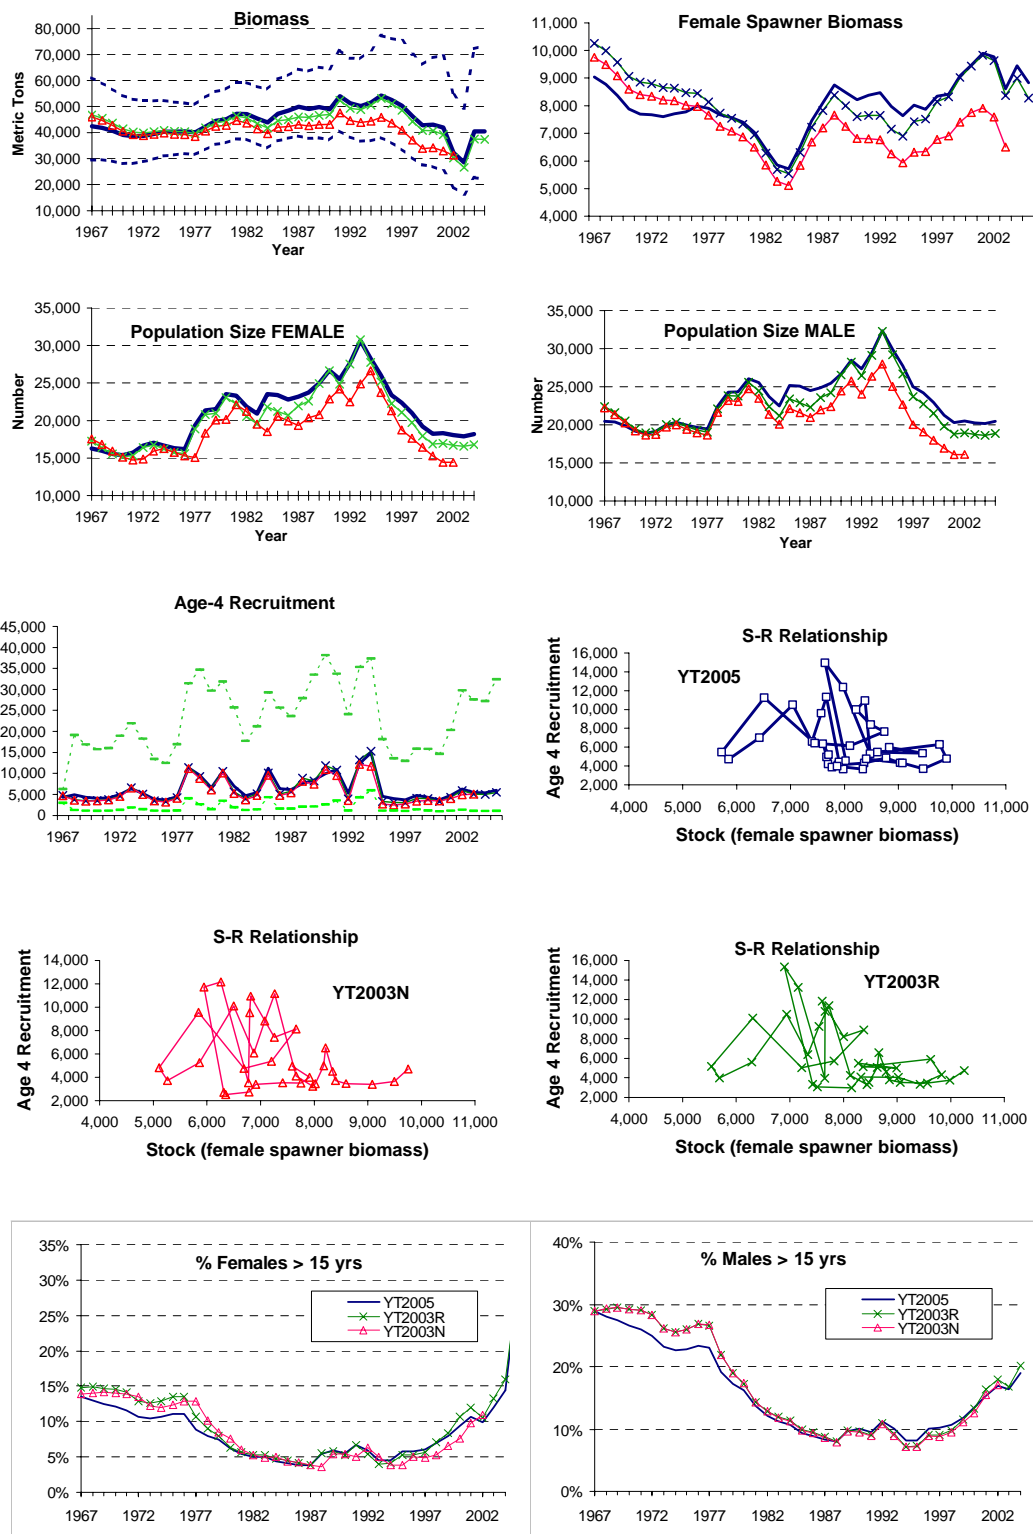 Biomass
80,000
70,000
60,000
50,000
40,000
30,000
20,000
10,000
Metric Tons
1967 1972 1977 1982 1987 1992 1997 2002
Year
Female Spawner Biomass
11,000
10,000
9,000
8,000
7,000
6,000
5,000
4,000
1967 1972 1977 1982 1987 1992 1997 2002
Population Size FEMALE
35,000
30,000
25,000
20,000
15,000
10,000
Number
1967 1972 1977 1982 1987 1992 1997 2002
Year
Population Size MALE
35,000
30,000
25,000
20,000
15,000
10,000
Number
1967 1972 1977 1982 1987 1992 1997 2002
Year
Age-4 Recruitment
45,000
40,000
35,000
30,000
25,000
20,000
15,000
10,000
5,000
0
1967 1972 1977 1982 1987 1992 1997 2002
S-R Relationship
YT2005
16,000
14,000
12,000
10,000
8,000
6,000
4,000
2,000
Age 4 Recruitment
4,000 5,000 6,000 7,000 8,000 9,000 10,000 11,000
Stock (female spawner biomass)
S-R Relationship
YT2003N
14,000
12,000
10,000
8,000
6,000
4,000
2,000
Age 4 Recruitment
4,000 5,000 6,000 7,000 8,000 9,000 10,000 11,000
Stock (female spawner biomass)
S-R Relationship
YT2003R
16,000
14,000
12,000
10,000
8,000
6,000
4,000
2,000
Age 4 Recruitment
4,000 5,000 6,000 7,000 8,000 9,000 10,000 11,000
Stock (female spawner biomass)
% Females > 15 yrs
35%
30%
25%
20%
15%
10%
5%
0%
YT2005
YT2003R
YT2003N
1967 1972 1977 1982 1987 1992 1997 2002
% Males > 15 yrs
40%
30%
20%
10%
0%
YT2005
YT2003R
YT2003N
1967 1972 1977 1982 1987 1992 1997 2002